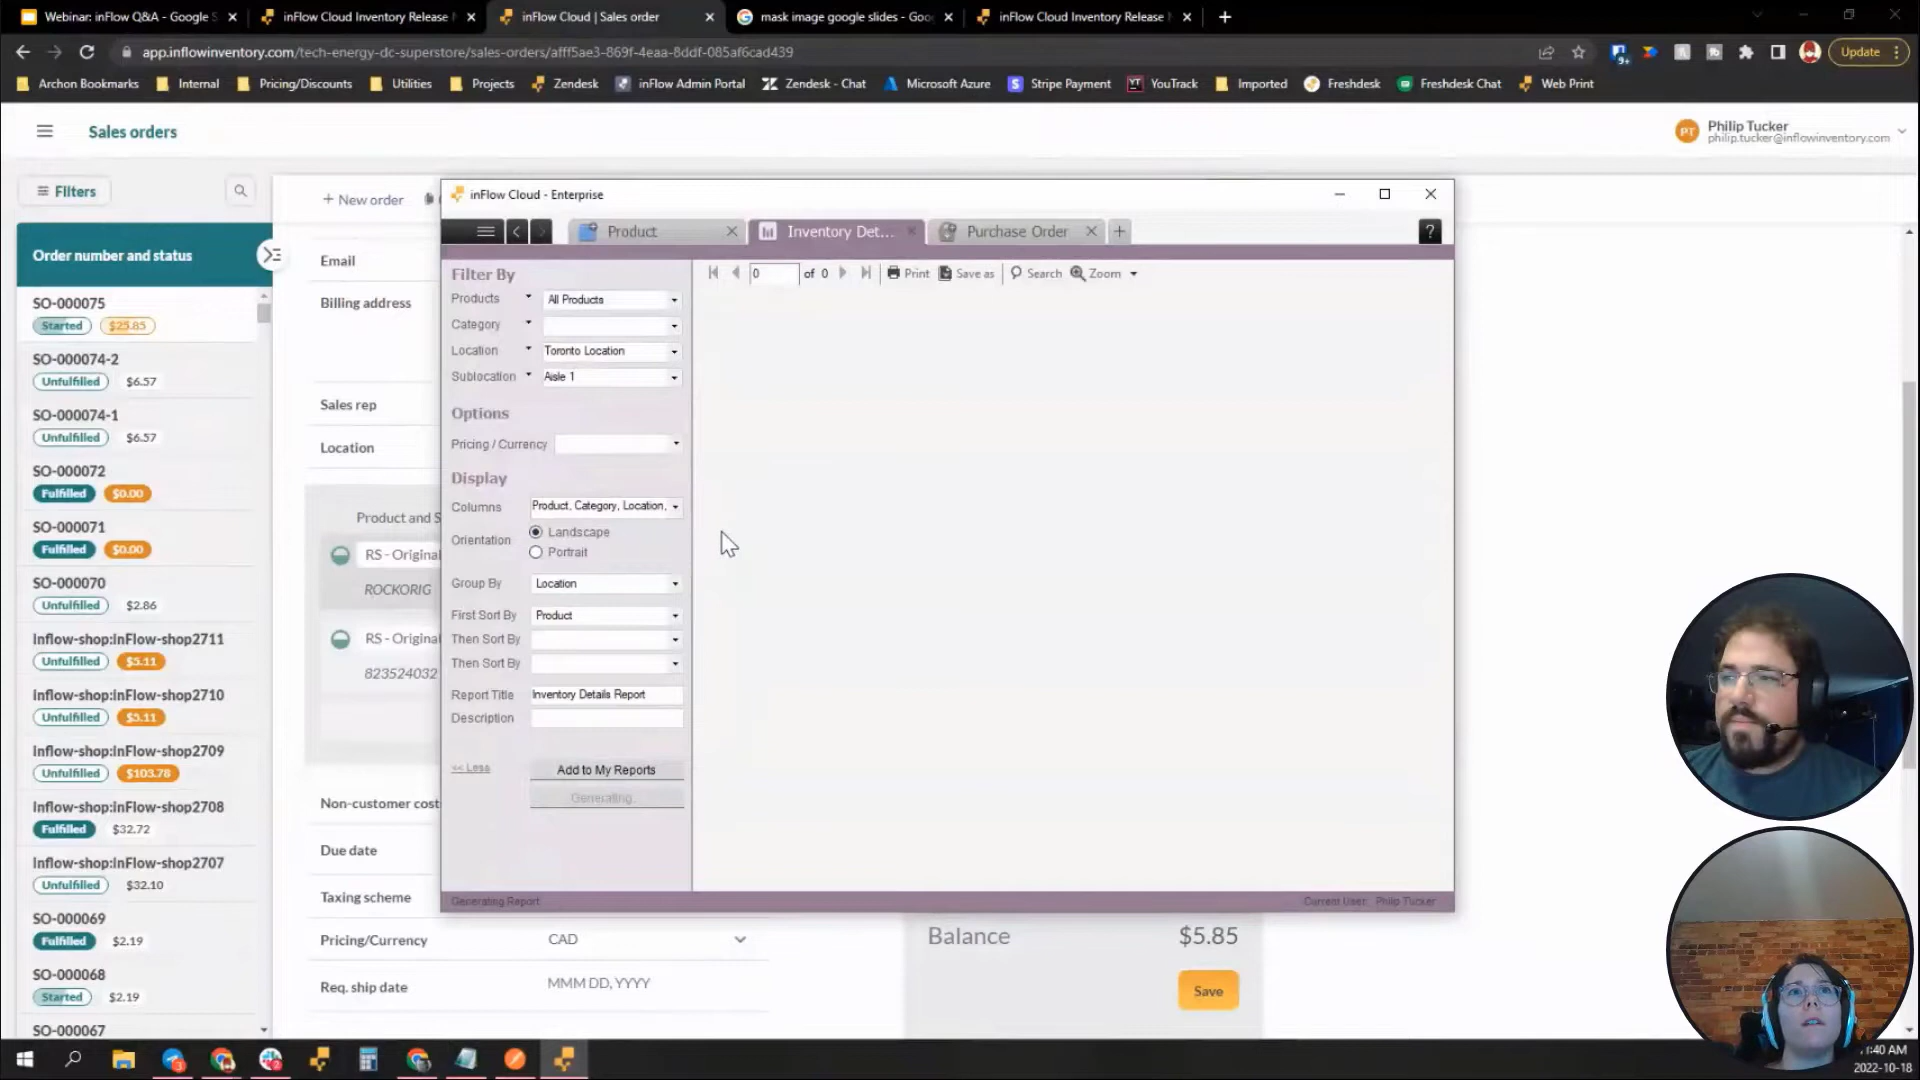 Webinar: inFlow Q&A - Google S
inFlow Cloud Inventory Release
inFlow Cloud | Sales order
mask image google slides - Goo
inFlow Cloud Inventory Release
app.inflowinventory.com/tech-energy-dc-superstore/sales-orders/afff5ae3-869f-4eaa-8ddf-085af6cad439
Update
Archon Bookmarks
Internal
Pricing/Discounts
Utilities
Projects
Zendesk
inFlow Admin Portal
Zendesk - Chat
Microsoft Azure
Stripe Payment
YouTrack
Imported
Freshdesk
Freshdesk Chat
Web Print
Sales orders
PT
Philip Tucker
philip.tucker@inflowinventory.com
Filters
+ New order
Order number and status
SO-000075
Started $25.85
SO-000074-2
Unfulfilled $6.57
SO-000074-1
Unfulfilled $6.57
SO-000072
Fulfilled $0.00
SO-000071
Fulfilled $0.00
SO-000070
Unfulfilled $2.86
Inflow-shop:InFlow-shop2711
Unfulfilled $5.11
inflow-shop:InFlow-shop2710
Unfulfilled $5.11
inflow-shop:inFlow-shop2709
Unfulfilled $103.78
inflow-shop:InFlow-shop2708
Fulfilled $32.72
inflow-shop:InFlow-shop2707
Unfulfilled $32.10
SO-000069
Fulfilled $2.19
SO-000068
Started $2.19
SO-000067
Email
Billing address
Sales rep
Location
Product and S
RS - Original
ROCKORIG
RS - Original
823524032
Non-customer cost
Due date
Taxing scheme
Pricing/Currency CAD
Req. ship date MMM DD, YYYY
inFlow Cloud - Enterprise
Product
Inventory Det...
Purchase Order
?
Filter By
Products All Products
Category
Location Toronto Location
Sublocation Aisle 1
Options
Pricing / Currency
Display
Columns Product, Category, Location,
Orientation Landscape
Portrait
Group By Location
First Sort By Product
Then Sort By
Then Sort By
Report Title Inventory Details Report
Description
<< Less
Add to My Reports
Generating...
0 of 0 Print Save as Search Zoom
Generating Report
Current User: Philip Tucker
Balance $5.85
Save
11:40 AM
2022-10-18